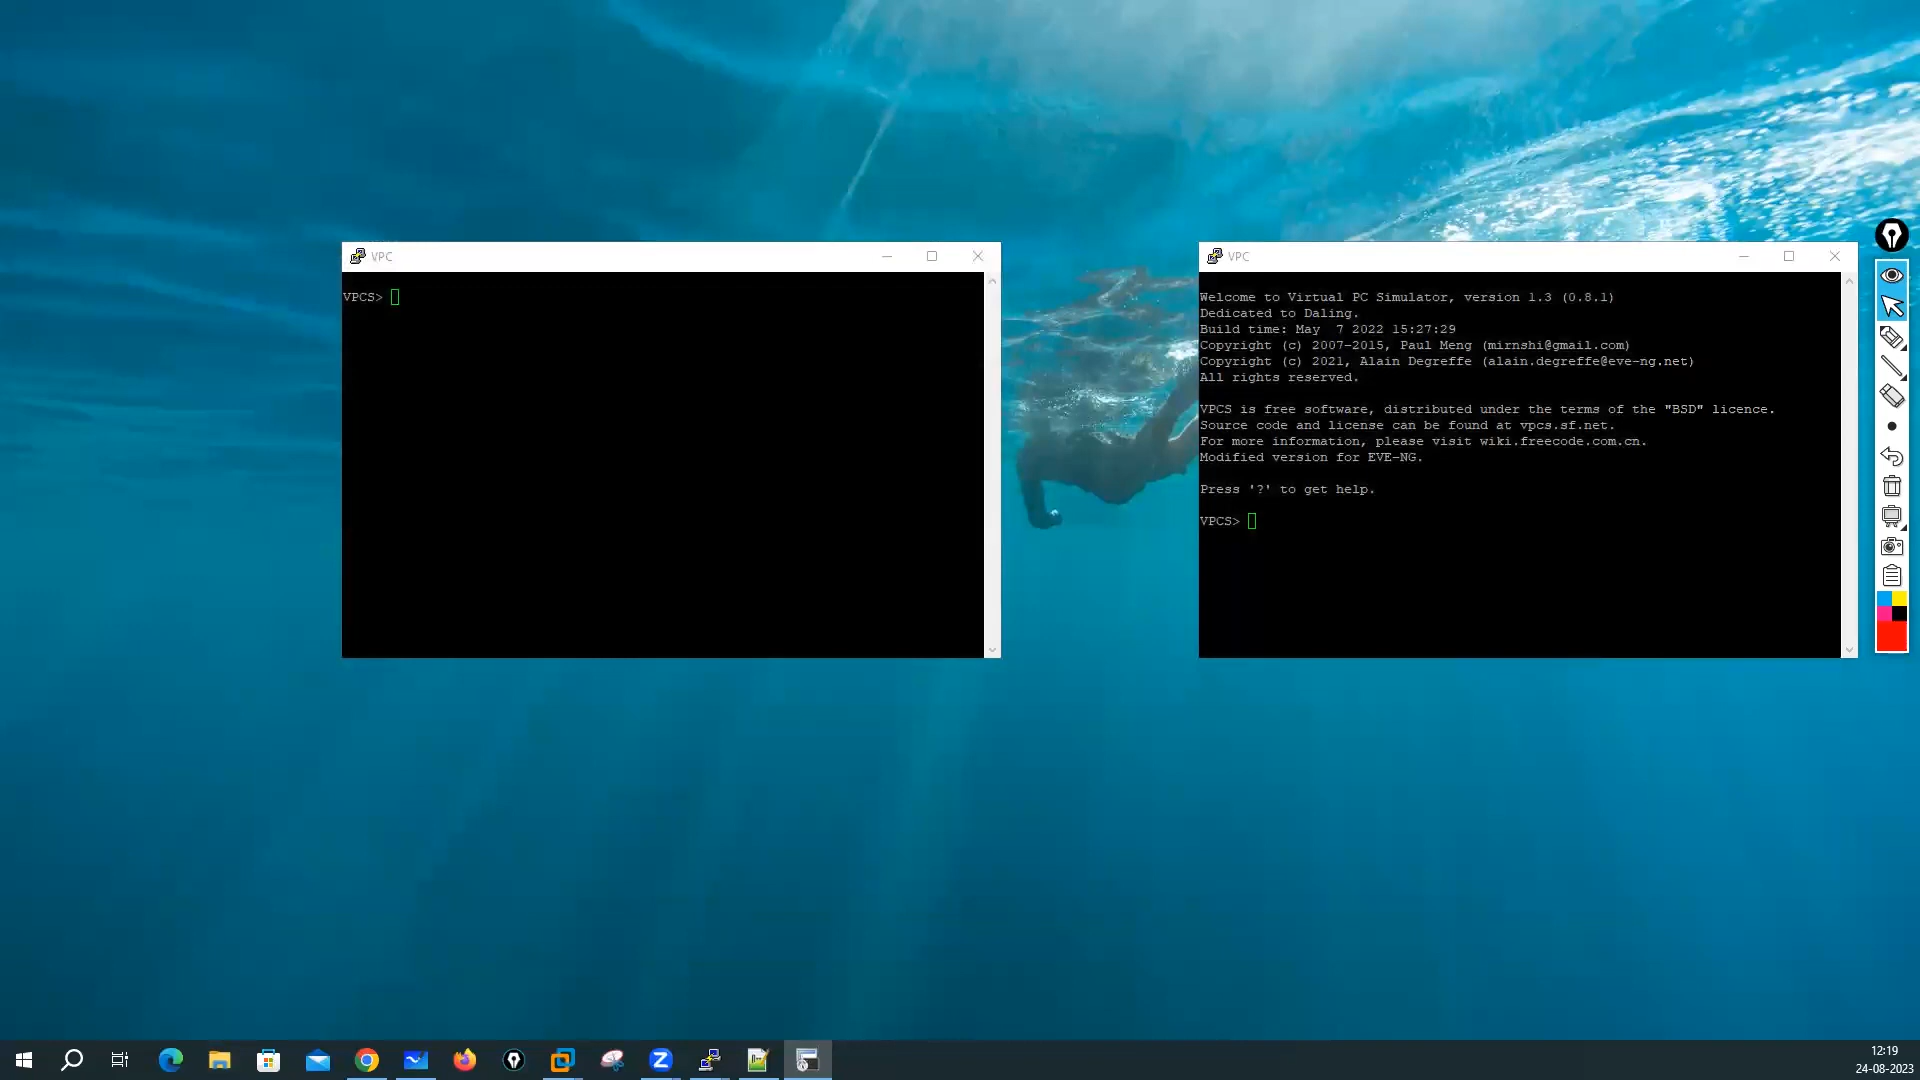 VPC
VPCS>
VPC
Welcome to Virtual PC Simulator, version 1.3 (0.8.1)
Dedicated to Daling.
Build time: May  7 2022 15:27:29
Copyright (c) 2007-2015, Paul Meng (mirnshi@gmail.com)
Copyright (c) 2021, Alain Degreffe (alain.degreffe@eve-ng.net)
All rights reserved.
VPCS is free software, distributed under the terms of the "BSD" licence.
Source code and license can be found at vpcs.sf.net.
For more information, please visit wiki.freecode.com.cn.
Modified version for EVE-NG.
Press '?' to get help.
VPCS>
12:19
24-08-2023